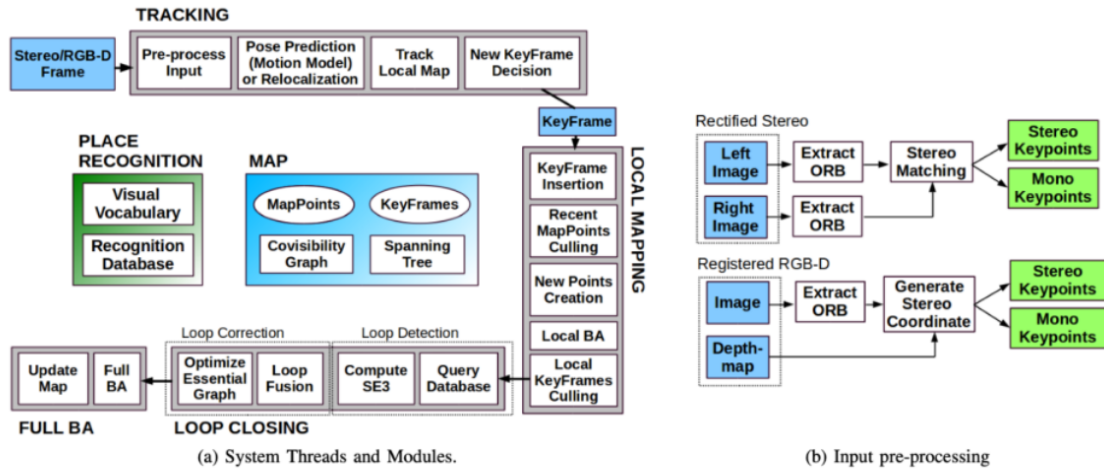 TRACKING
Stereo/RGB-D
Frame
Pre-process
Input
Pose Prediction
(Motion Model)
or Relocalization
Track
Local Map
New KeyFrame
Decision
KeyFrame
PLACE
RECOGNITION
Visual
Vocabulary
Recognition
Database
MAP
MapPoints
KeyFrames
Covisibility
Graph
Spanning
Tree
LOCAL MAPPING
KeyFrame
Insertion
Recent
MapPoints
Culling
New Points
Creation
Local BA
Local
KeyFrames
Culling
Loop Correction
Loop Detection
Optimize
Essential
Graph
Loop
Fusion
Compute
SE3
Query
Database
Update
Map
Full
BA
FULL BA
LOOP CLOSING
(a) System Threads and Modules.
Rectified Stereo
Left
Image
Extract
ORB
Stereo
Matching
Stereo
Keypoints
Mono
Keypoints
Right
Image
Extract
ORB
Registered RGB-D
Image
Extract
ORB
Generate
Stereo
Coordinate
Stereo
Keypoints
Mono
Keypoints
Depth-
map
(b) Input pre-processing